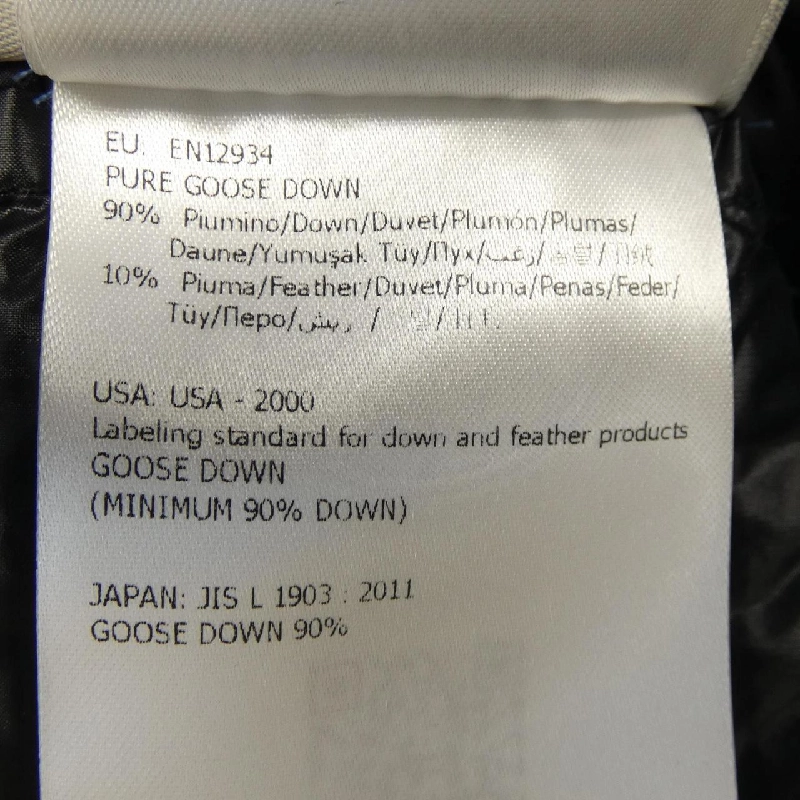 EU. EN12934
PURE GOOSE DOWN
90% Piumino/Down/Duvet/Plumón/Plumas/
Daune/Yumuşak Tüy/Пух/زغب/
10% Piuma/Feather/Duvet/Pluma/Penas/Feder/
Tüy/Перо/ريش /
USA: USA - 2000
Labeling standard for down and feather products
GOOSE DOWN
(MINIMUM 90% DOWN)
JAPAN: JIS L 1903 : 2011
GOOSE DOWN 90%